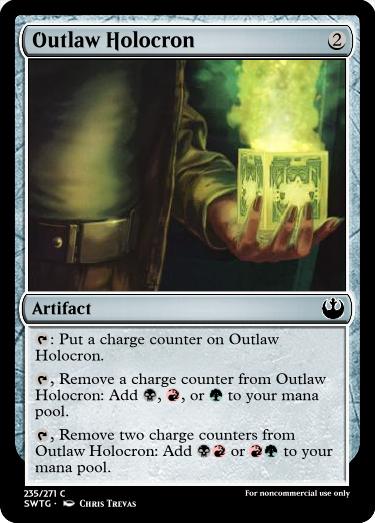 Outlaw Holocron 2
Artifact
: Put a charge counter on Outlaw
Holocron.
, Remove a charge counter from Outlaw
Holocron: Add , , or to your mana
pool.
, Remove two charge counters from
Outlaw Holocron: Add or to your
mana pool.
235/271 C
SWTG · Chris Trevas
For noncommercial use only